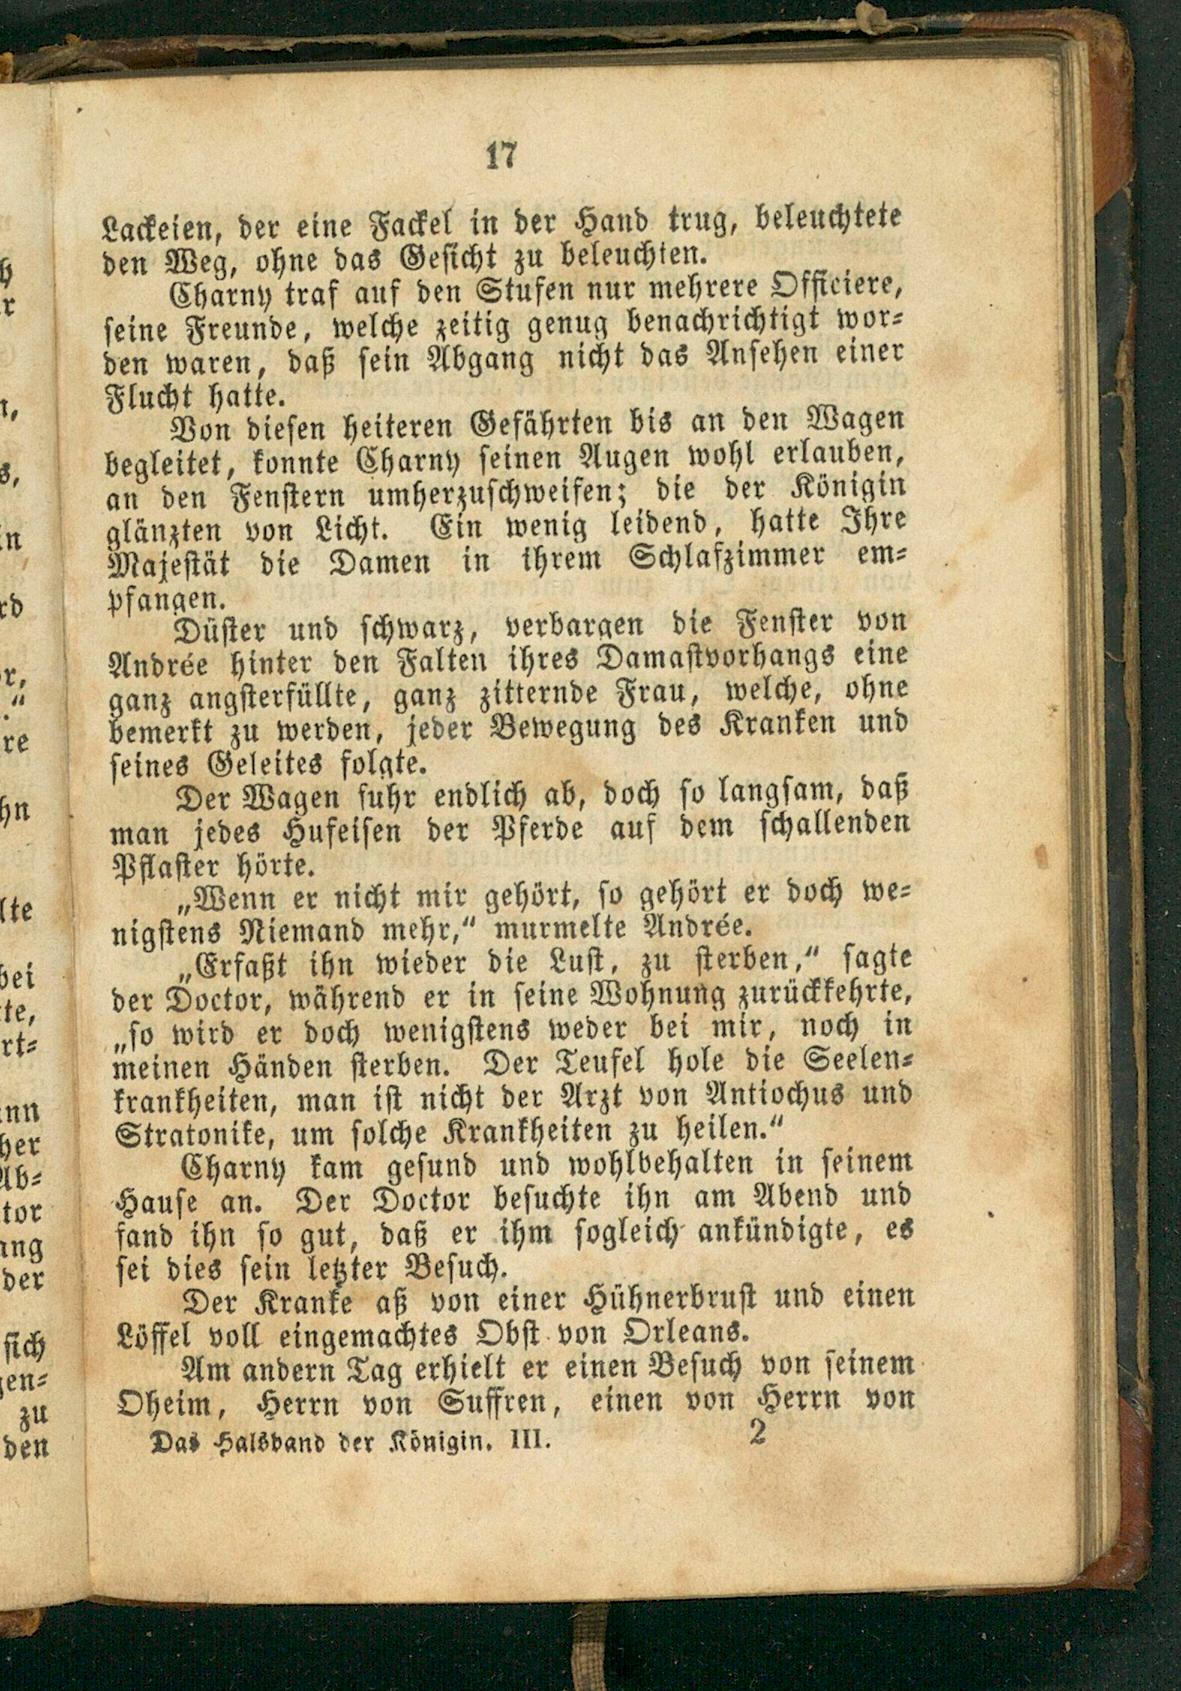 17
Lackeien, der eine Fackel in der Hand trug, beleuchtete
den Weg, ohne das Gesicht zu beleuchten.
Charny traf auf den Stufen nur mehrere Officiere,
seine Freunde, welche zeitig genug benachrichtigt wor-
den waren, daß sein Abgang nicht das Ansehen einer
Flucht hatte.
Von diesen heiteren Gefährten bis an den Wagen
begleitet, konnte Charny seinen Augen wohl erlauben,
an den Fenstern umherzuschweifen; die der Königin
glänzten von Licht. Ein wenig leidend, hatte Ihre
Majestät die Damen in ihrem Schlafzimmer em-
pfangen.
Düster und schwarz, verbargen die Fenster von
Andrée hinter den Falten ihres Damastvorhangs eine
ganz angsterfüllte, ganz zitternde Frau, welche, ohne
bemerkt zu werden, jeder Bewegung des Kranken und
seines Geleites folgte.
Der Wagen fuhr endlich ab, doch so langsam, daß
man jedes Hufeisen der Pferde auf dem schallenden
Pflaster hörte.
„Wenn er nicht mir gehört, so gehört er doch we-
nigstens Niemand mehr,“ murmelte Andrée.
„Erfaßt ihn wieder die Lust, zu sterben,“ sagte
der Doctor, während er in seine Wohnung zurückkehrte,
„so wird er doch wenigstens weder bei mir, noch in
meinen Händen sterben. Der Teufel hole die Seelen-
krankheiten, man ist nicht der Arzt von Antiochus und
Stratonike, um solche Krankheiten zu heilen.“
Charny kam gesund und wohlbehalten in seinem
Hause an. Der Doctor besuchte ihn am Abend und
fand ihn so gut, daß er ihm sogleich ankündigte, es
sei dies sein letzter Besuch.
Der Kranke aß von einer Hühnerbrust und einen
Löffel voll eingemachtes Obst von Orleans.
Am andern Tag erhielt er einen Besuch von seinem
Oheim, Herrn von Suffren, einen von Herrn von
Das Halsband der Königin. III. 2